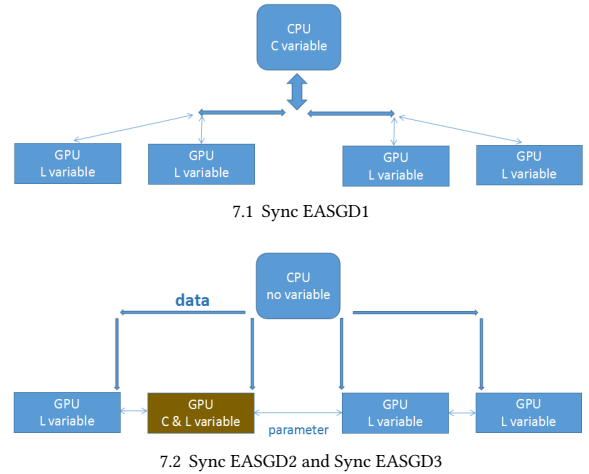 CPU
C variable
GPU
L variable
GPU
L variable
GPU
L variable
GPU
L variable
7.1 Sync EASGD1
CPU
no variable
data
GPU
L variable
GPU
C & L variable
parameter
GPU
L variable
GPU
L variable
7.2 Sync EASGD2 and Sync EASGD3